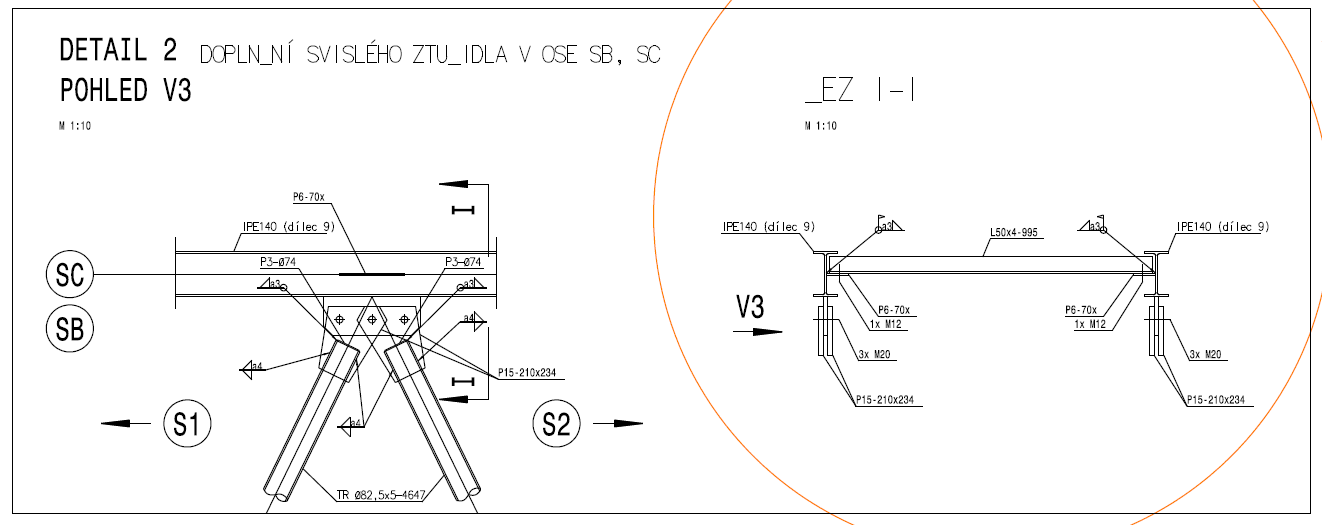 DETAIL 2 DOPLN_NÍ SVISLÉHO ZTU_IDLA V OSE SB, SC
POHLED V3
M 1:10
P6-70x
IPE140 (dílec 9)
SC
P3-Ø74
P3-Ø74
a3
a3
SB
a4
a4
P15-210x234
a4
S1
S2
TR Ø82,5x5-4647
_EZ I-I
M 1:10
IPE140 (dílec 9)
a3
L50x4-995
a3
IPE140 (dílec 9)
V3
P6-70x
1x M12
P6-70x
1x M12
3x M20
3x M20
P15-210x234
P15-210x234